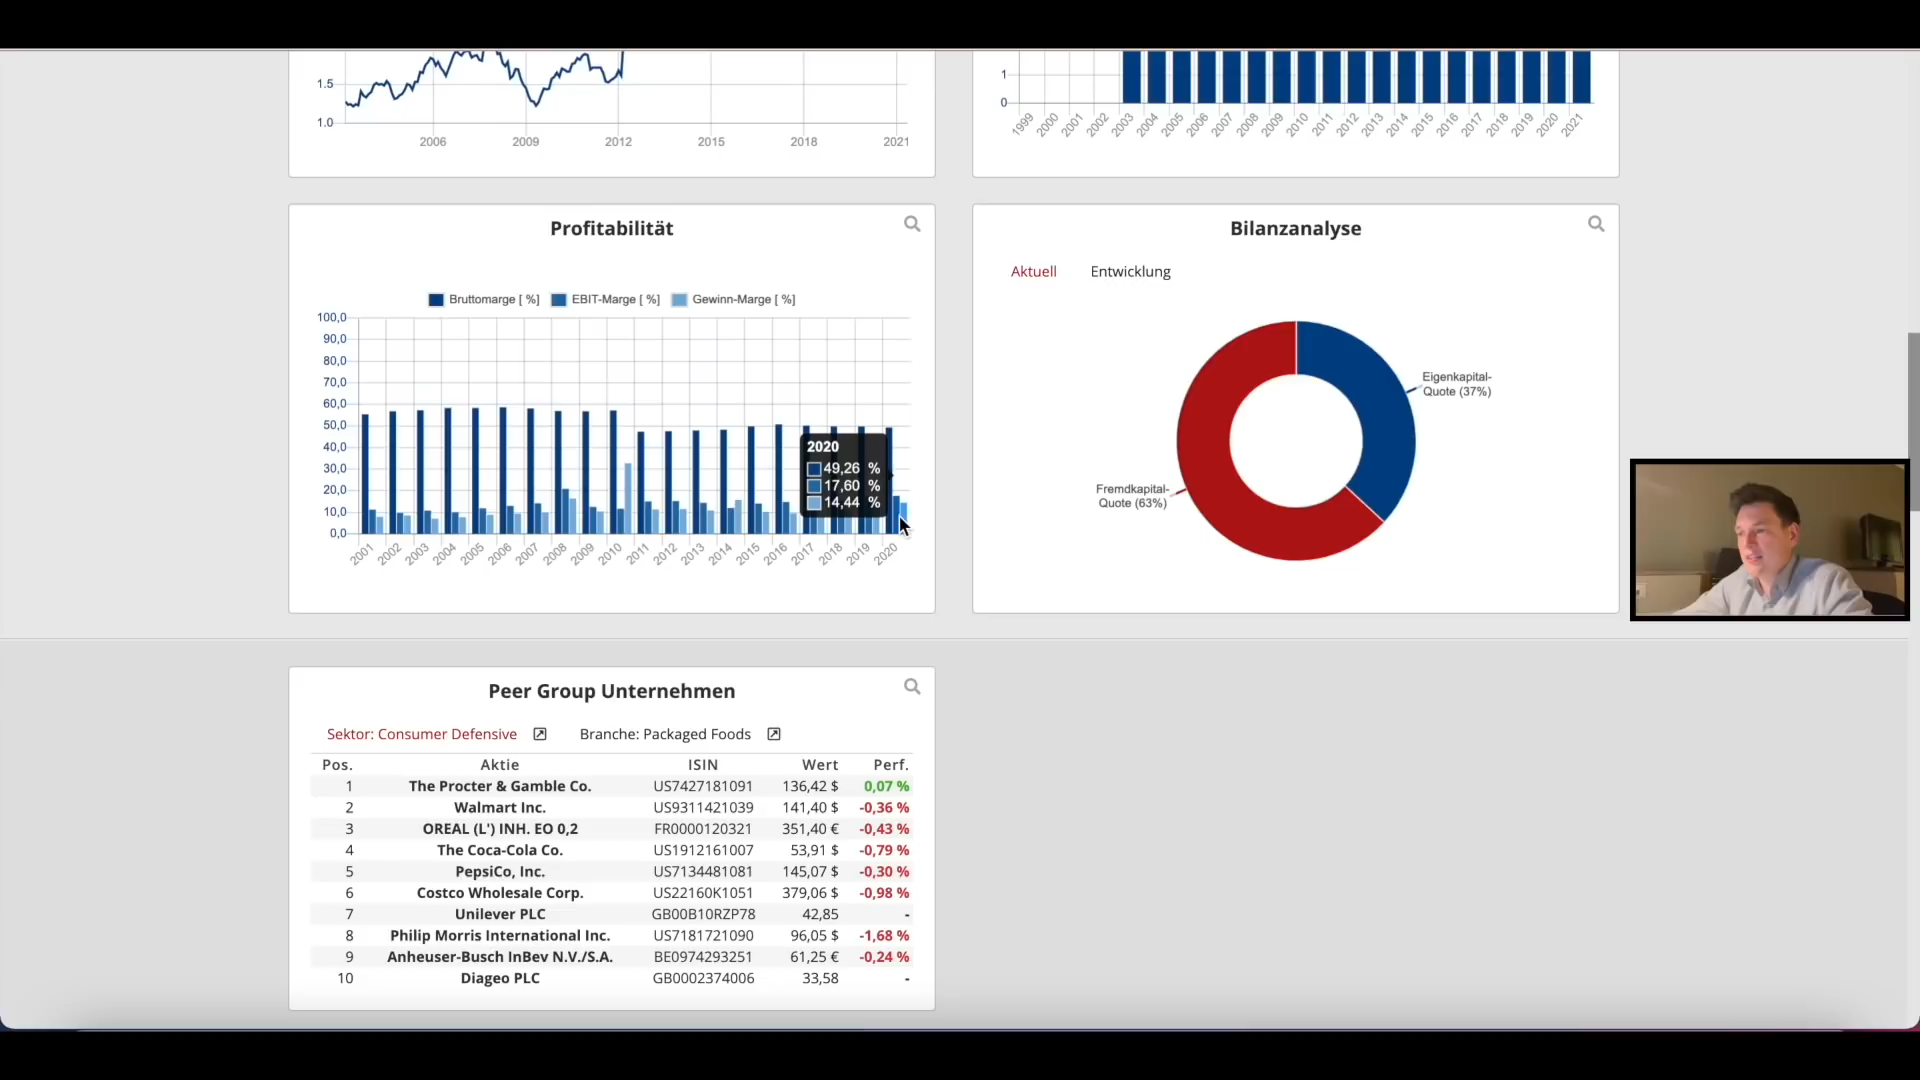 1.5
1.0
2006 2009 2012 2015 2018 2021
1
0
1999 2000 2001 2002 2003 2004 2005 2006 2007 2008 2009 2010 2011 2012 2013 2014 2015 2016 2017 2018 2019 2020 2021
Profitabilität
Bruttomarge [ %] EBIT-Marge [ %] Gewinn-Marge [ %]
100,0
90,0
80,0
70,0
60,0
50,0
40,0
30,0
20,0
10,0
0,0
2020
49,26 %
17,60 %
14,44 %
2001 2002 2003 2004 2005 2006 2007 2008 2009 2010 2011 2012 2013 2014 2015 2016 2017 2018 2019 2020
Bilanzanalyse
Aktuell Entwicklung
Eigenkapital-
Quote (37%)
Fremdkapital-
Quote (63%)
Peer Group Unternehmen
Sektor: Consumer Defensive Branche: Packaged Foods
Pos. Aktie ISIN Wert Perf.
1 The Procter & Gamble Co. US7427181091 136,42 $ 0,07 %
2 Walmart Inc. US9311421039 141,40 $ -0,36 %
3 OREAL (L') INH. EO 0,2 FR0000120321 351,40 € -0,43 %
4 The Coca-Cola Co. US1912161007 53,91 $ -0,79 %
5 PepsiCo, Inc. US7134481081 145,07 $ -0,30 %
6 Costco Wholesale Corp. US22160K1051 379,06 $ -0,98 %
7 Unilever PLC GB00B10RZP78 42,85 -
8 Philip Morris International Inc. US7181721090 96,05 $ -1,68 %
9 Anheuser-Busch InBev N.V./S.A. BE0974293251 61,25 € -0,24 %
10 Diageo PLC GB0002374006 33,58 -